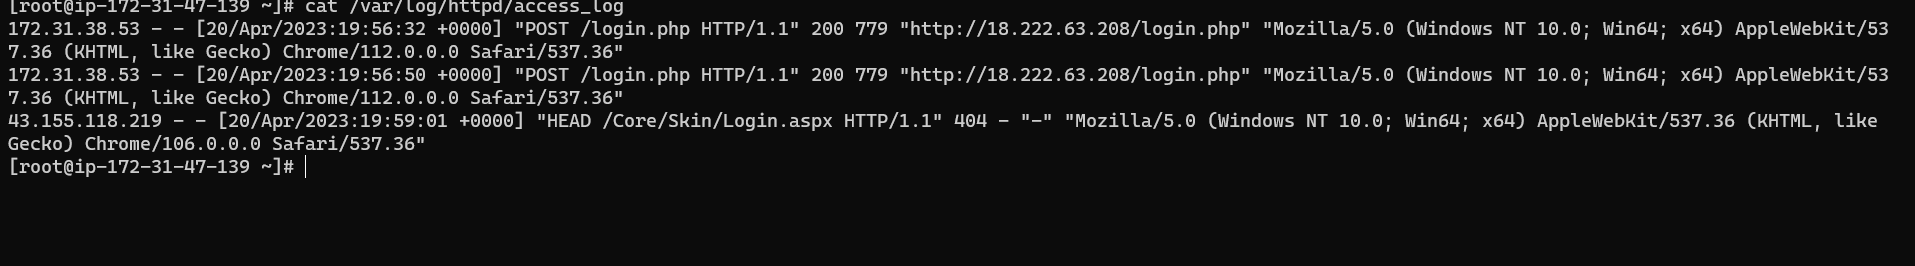 [root@ip-172-31-47-139 ~]# cat /var/log/httpd/access_log
172.31.38.53 - - [20/Apr/2023:19:56:32 +0000] "POST /login.php HTTP/1.1" 200 779 "http://18.222.63.208/login.php" "Mozilla/5.0 (Windows NT 10.0; Win64; x64) AppleWebKit/53
7.36 (KHTML, like Gecko) Chrome/112.0.0.0 Safari/537.36"
172.31.38.53 - - [20/Apr/2023:19:56:50 +0000] "POST /login.php HTTP/1.1" 200 779 "http://18.222.63.208/login.php" "Mozilla/5.0 (Windows NT 10.0; Win64; x64) AppleWebKit/53
7.36 (KHTML, like Gecko) Chrome/112.0.0.0 Safari/537.36"
43.155.118.219 - - [20/Apr/2023:19:59:01 +0000] "HEAD /Core/Skin/Login.aspx HTTP/1.1" 404 - "-" "Mozilla/5.0 (Windows NT 10.0; Win64; x64) AppleWebKit/537.36 (KHTML, like
Gecko) Chrome/106.0.0.0 Safari/537.36"
[root@ip-172-31-47-139 ~]#